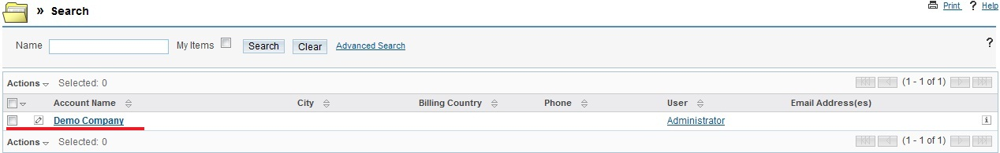 » Search
Print ? Help
Name My Items Search Clear Advanced Search ?
Actions Selected: 0 (1 - 1 of 1)
Account Name City Billing Country Phone User Email Address(es)
Demo Company Administrator i
Actions Selected: 0 (1 - 1 of 1)